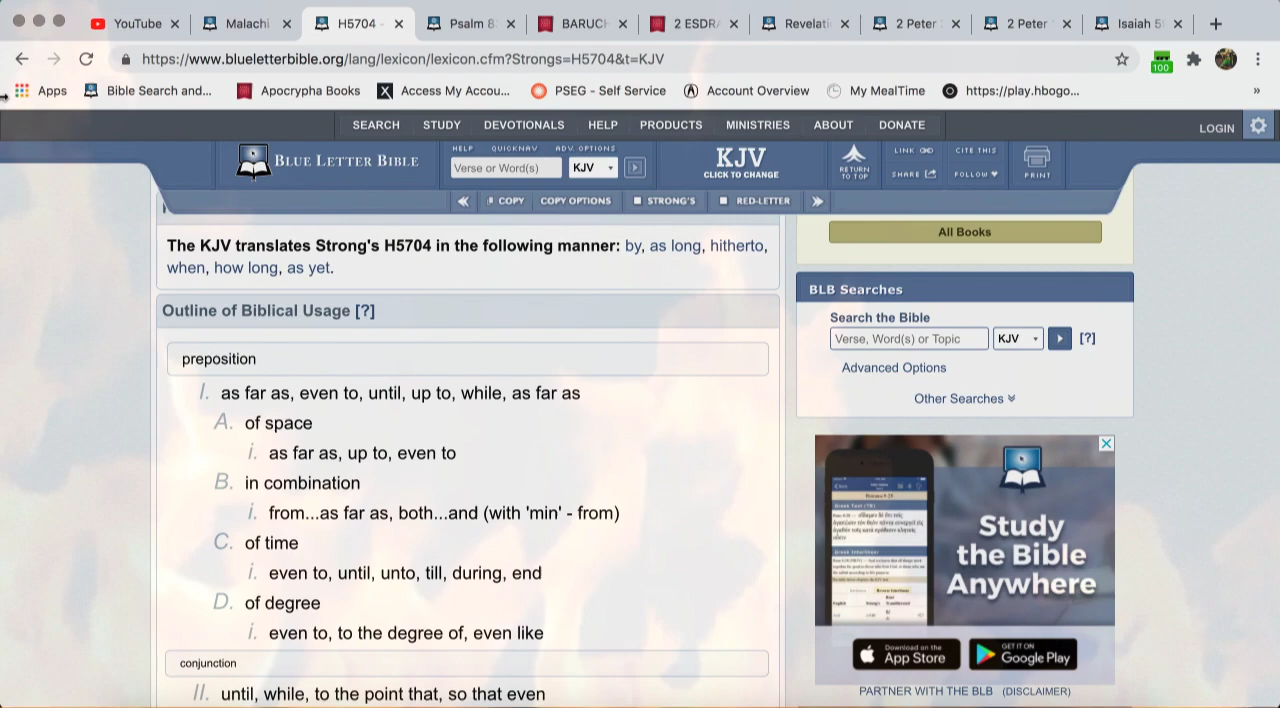 YouTube Malachi H5704 - Psalm 8 BARUCH 2 ESDRA Revelati 2 Peter 2 Peter Isaiah 5
https://www.blueletterbible.org/lang/lexicon/lexicon.cfm?Strongs=H5704&t=KJV
100
Apps Bible Search and... Apocrypha Books Access My Accou... PSEG - Self Service Account Overview My MealTime https://play.hbogo... »
SEARCH STUDY DEVOTIONALS HELP PRODUCTS MINISTRIES ABOUT DONATE LOGIN
HELP QUICKNAV ADV. OPTIONS
BLUE LETTER BIBLE
Verse or Word(s) KJV
KJV
CLICK TO CHANGE
RETURN
TO TOP
LINK CITE THIS
SHARE FOLLOW
PRINT
COPY COPY OPTIONS STRONG'S RED-LETTER
The KJV translates Strong's H5704 in the following manner: by, as long, hitherto,
when, how long, as yet.
Outline of Biblical Usage [?]
preposition
I. as far as, even to, until, up to, while, as far as
A. of space
i. as far as, up to, even to
B. in combination
i. from...as far as, both...and (with 'min' - from)
C. of time
i. even to, until, unto, till, during, end
D. of degree
i. even to, to the degree of, even like
conjunction
II. until, while, to the point that, so that even
All Books
BLB Searches
Search the Bible
Verse, Word(s) or Topic KJV [?]
Advanced Options
Other Searches
Study
the Bible
Anywhere
Download on the
App Store
GET IT ON
Google Play
PARTNER WITH THE BLB (DISCLAIMER)